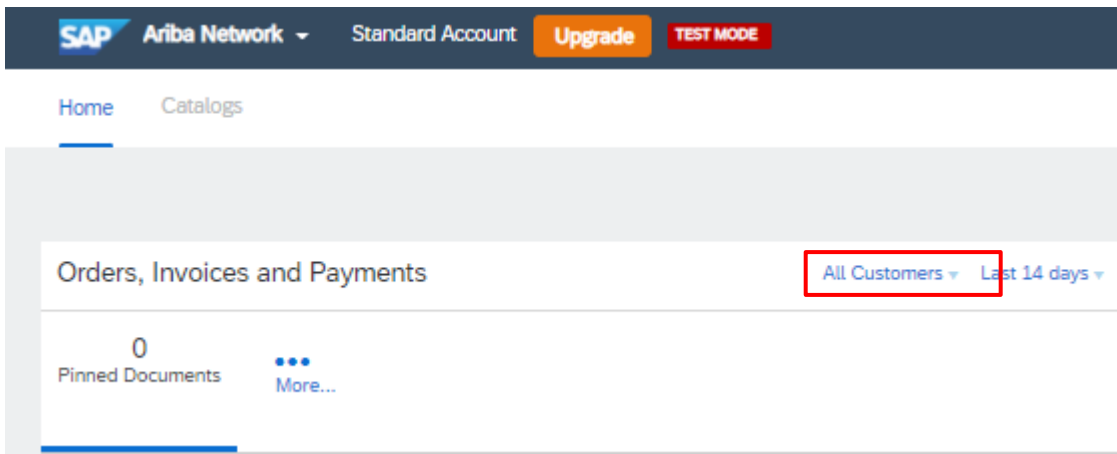 SAP Ariba Network Standard Account Upgrade TEST MODE
Home Catalogs
Orders, Invoices and Payments All Customers Last 14 days
0
Pinned Documents
More...